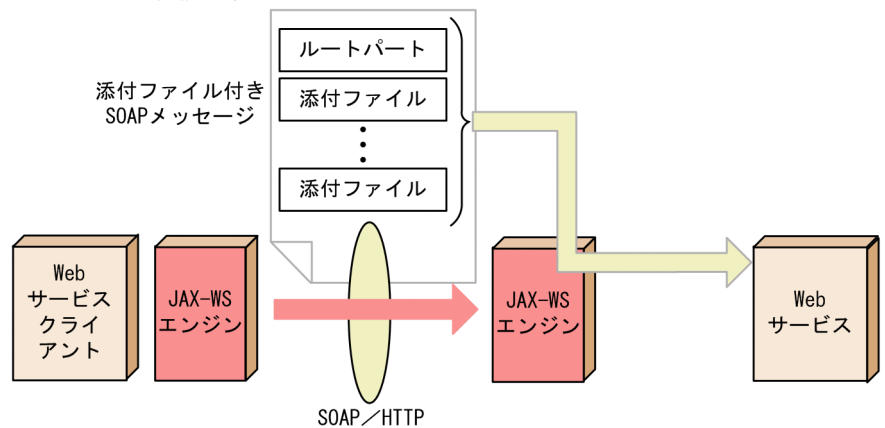 ルートパート
添付ファイル付き
SOAPメッセージ
添付ファイル
添付ファイル
Web
サービス
クライ
アント
JAX-WS
エンジン
JAX-WS
エンジン
Web
サービス
SOAP／HTTP